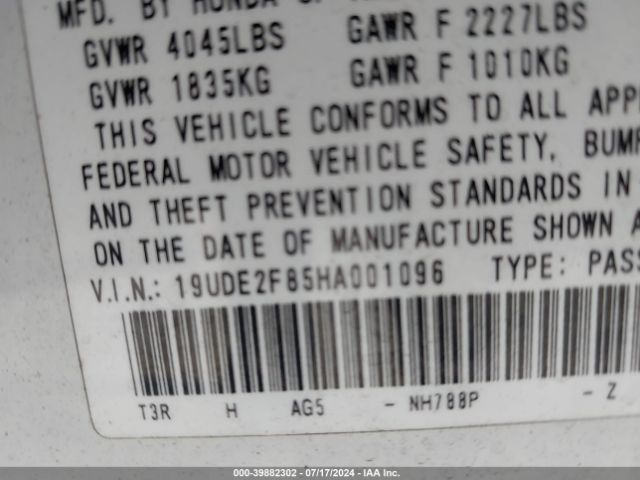 MFD. BY HONDA
GVWR 4045LBS GAWR F 2227LBS
GVWR 1835KG GAWR F 1010KG
THIS VEHICLE CONFORMS TO ALL APPL
FEDERAL MOTOR VEHICLE SAFETY, BUMP
AND THEFT PREVENTION STANDARDS IN
ON THE DATE OF MANUFACTURE SHOWN A
V.I.N.: 19UDE2F85HA001096 TYPE: PASS
T3R H AG5 - NH788P - Z
000-39882302 - 07/17/2024 - IAA Inc.